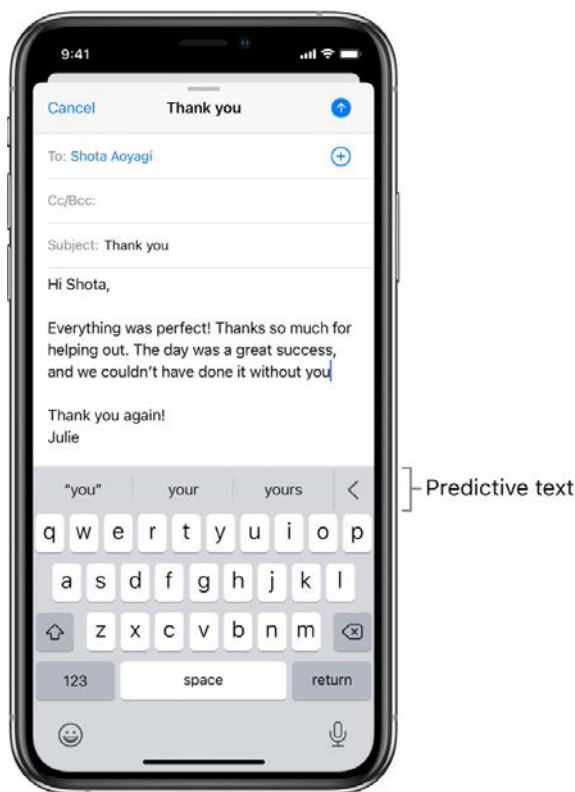 9:41
Cancel Thank you
To: Shota Aoyagi
Cc/Bcc:
Subject: Thank you
Hi Shota,
Everything was perfect! Thanks so much for
helping out. The day was a great success,
and we couldn't have done it without you
Thank you again!
Julie
"you" your yours
Predictive text
q w e r t y u i o p
a s d f g h j k l
z x c v b n m
123 space return